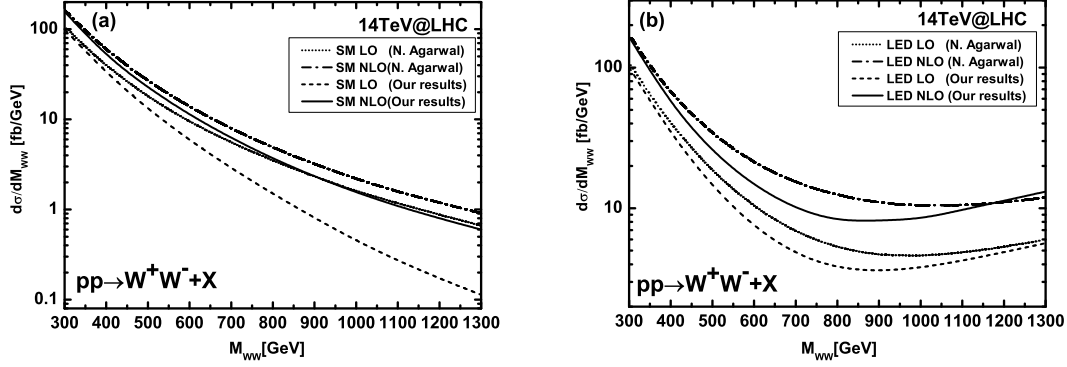 (a)
14TeV@LHC
SM LO (N. Agarwal)
SM NLO(N. Agarwal)
SM LO (Our results)
SM NLO(Our results)
dσ/dM_WW [fb/GeV]
100
10
1
0.1
pp→W⁺W⁻+X
300 400 500 600 700 800 900 1000 1100 1200 1300
M_WW[GeV]
(b)
14TeV@LHC
LED LO (N. Agarwal)
LED NLO (N. Agarwal)
LED LO (Our results)
LED NLO (Our results)
dσ/dM_WW [fb/GeV]
100
10
pp→W⁺W⁻+X
300 400 500 600 700 800 900 1000 1100 1200 1300
M_WW[GeV]